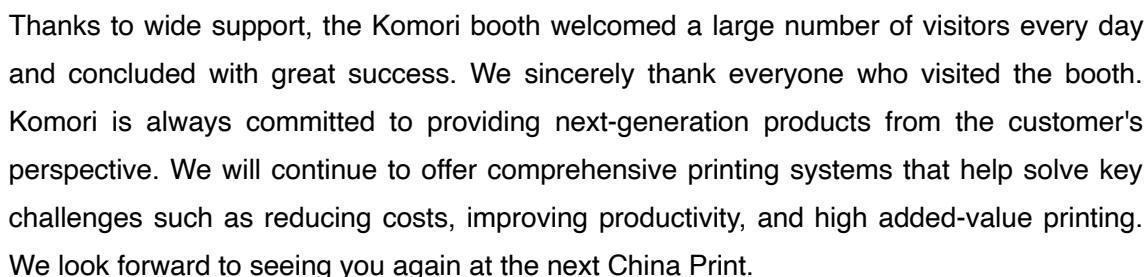 Thanks to wide support, the Komori booth welcomed a large number of visitors every day
and concluded with great success. We sincerely thank everyone who visited the booth.
Komori is always committed to providing next-generation products from the customer's
perspective. We will continue to offer comprehensive printing systems that help solve key
challenges such as reducing costs, improving productivity, and high added-value printing.
We look forward to seeing you again at the next China Print.